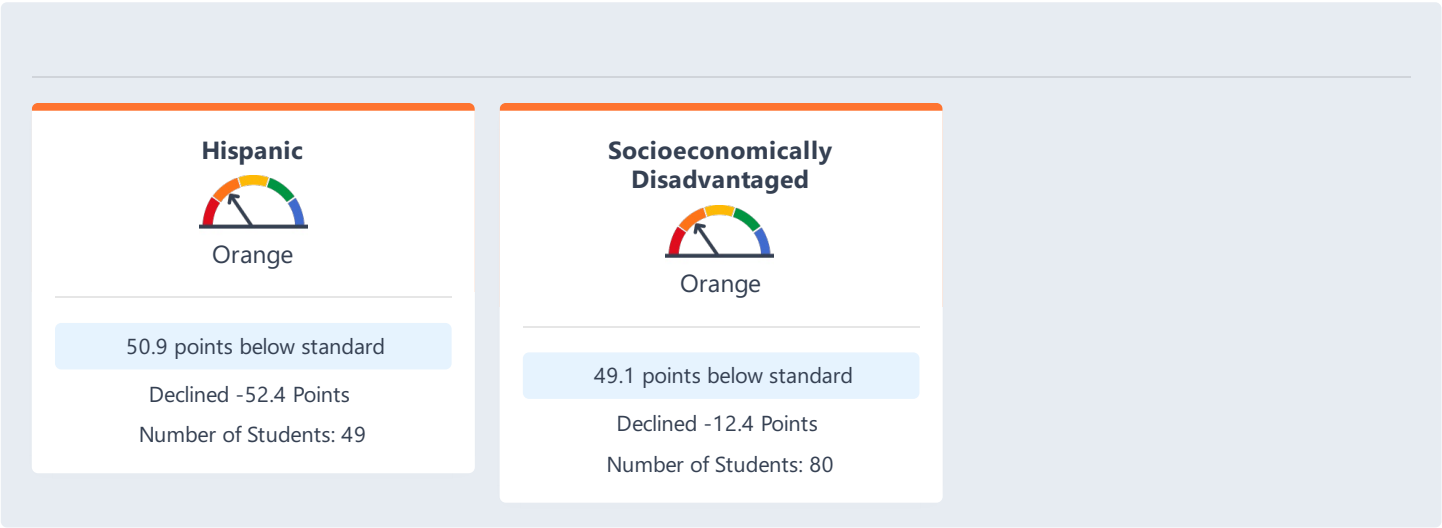 Hispanic
Orange
50.9 points below standard
Declined -52.4 Points
Number of Students: 49
Socioeconomically
Disadvantaged
Orange
49.1 points below standard
Declined -12.4 Points
Number of Students: 80